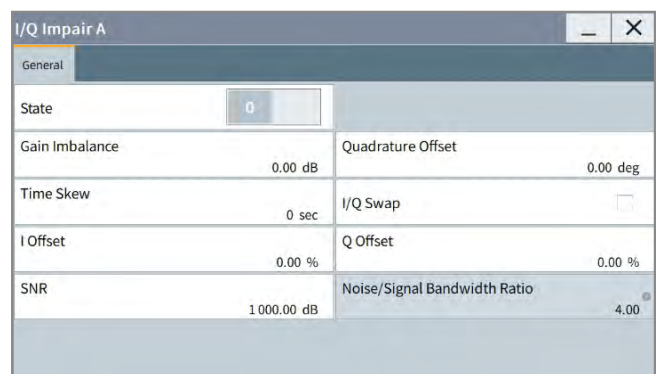 I/Q Impair A
General
State
0
Gain Imbalance
0.00 dB
Quadrature Offset
0.00 deg
Time Skew
0 sec
I/Q Swap
I Offset
0.00 %
Q Offset
0.00 %
SNR
1 000.00 dB
Noise/Signal Bandwidth Ratio
4.00